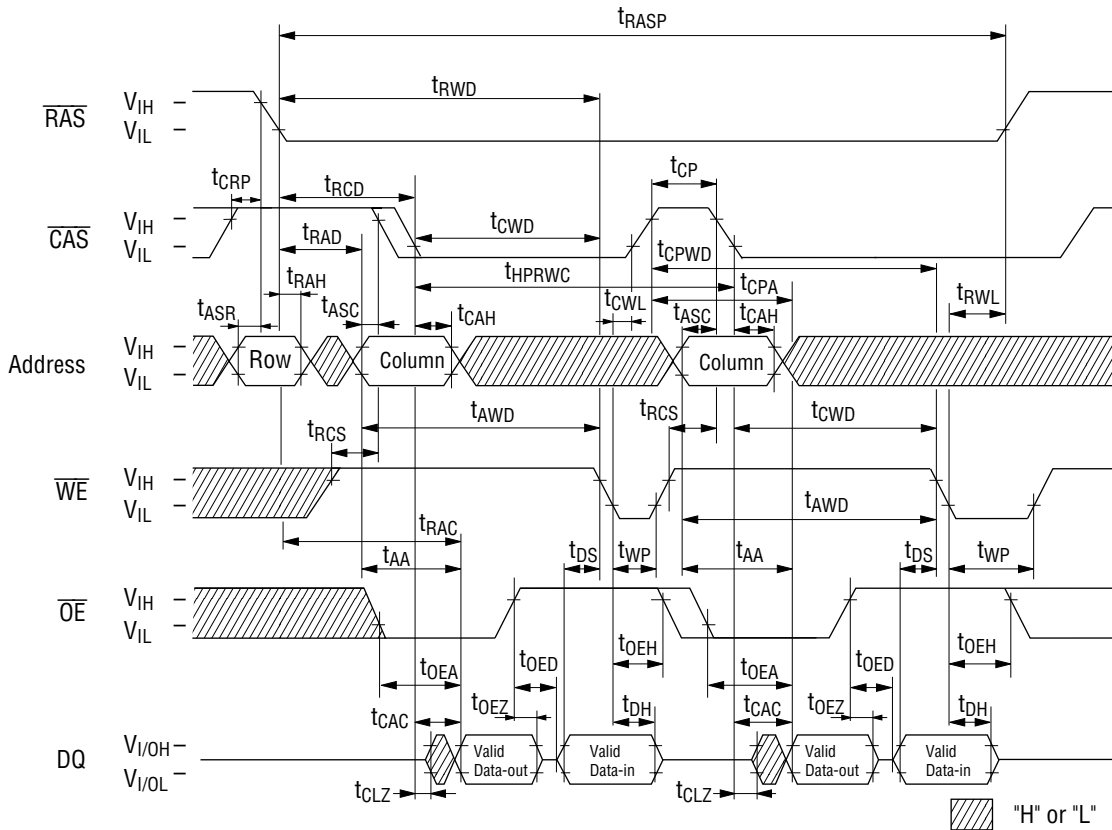 tRASP
tRWD
RAS
VIH
VIL
tCRP
tRCD
tCP
CAS
VIH
VIL
tCWD
tRAD
tCPWD
tHPRWC
tCPA
tRAH
tCWL
tRWL
tASR
tASC
tCAH
tASC
tCAH
Address
VIH
VIL
Row
Column
Column
tAWD
tRCS
tCWD
tRCS
WE
VIH
VIL
tAWD
tRAC
tAA
tDS
tWP
tAA
tDS
tWP
OE
VIH
VIL
tOEH
tOEH
tOEA
tOED
tOEA
tOED
tCAC
tOEZ
tDH
tCAC
tOEZ
tDH
DQ
VI/OH
VI/OL
Valid
Data-out
Valid
Data-in
Valid
Data-out
Valid
Data-in
tCLZ
tCLZ
"H" or "L"